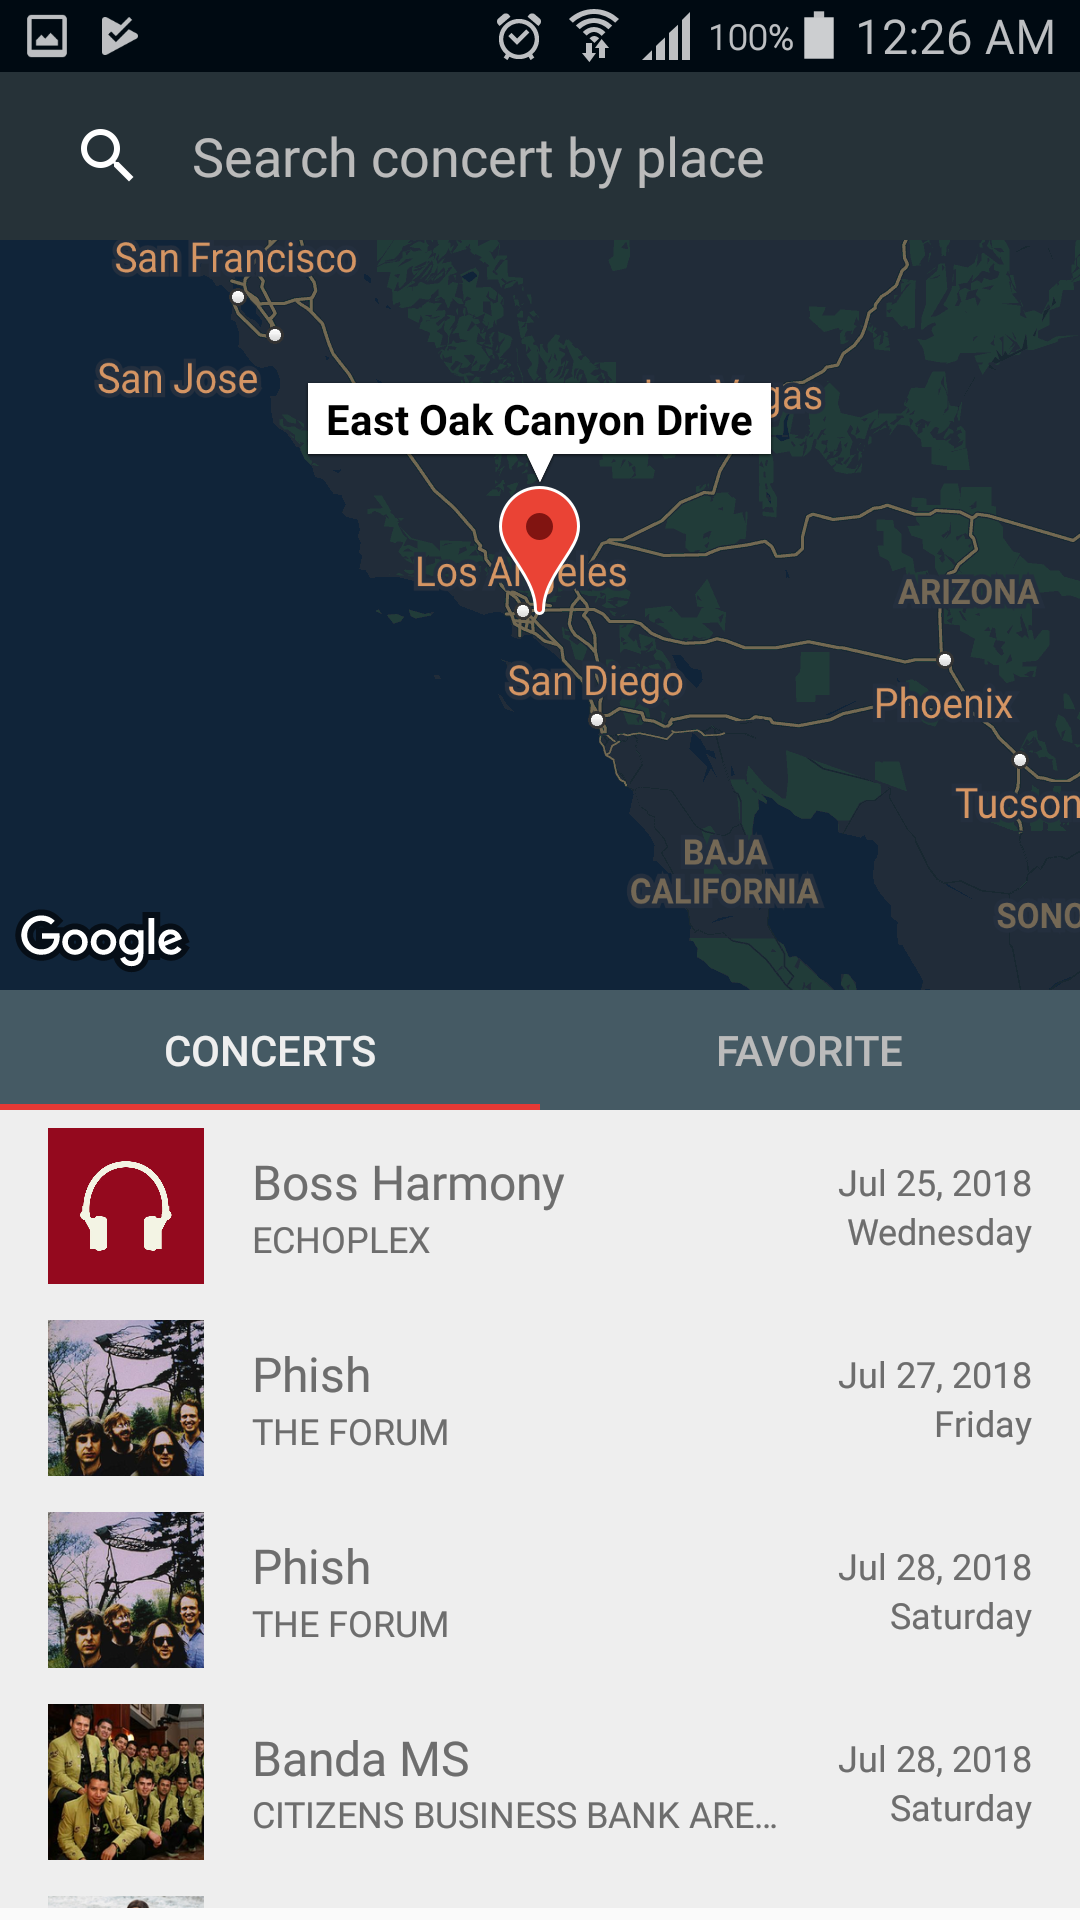 100% 12:26 AM
Search concert by place
San Francisco
San Jose
gas
East Oak Canyon Drive
Los Angeles
ARIZONA
San Diego
Phoenix
Tucson
BAJA
CALIFORNIA
SONO
Google
CONCERTS FAVORITE
Boss Harmony Jul 25, 2018
ECHOPLEX Wednesday
Phish Jul 27, 2018
THE FORUM Friday
Phish Jul 28, 2018
THE FORUM Saturday
Banda MS Jul 28, 2018
CITIZENS BUSINESS BANK ARE... Saturday